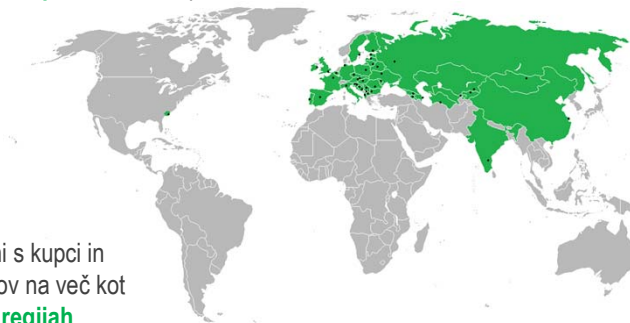 i s kupci in
ov na več kot
regijah